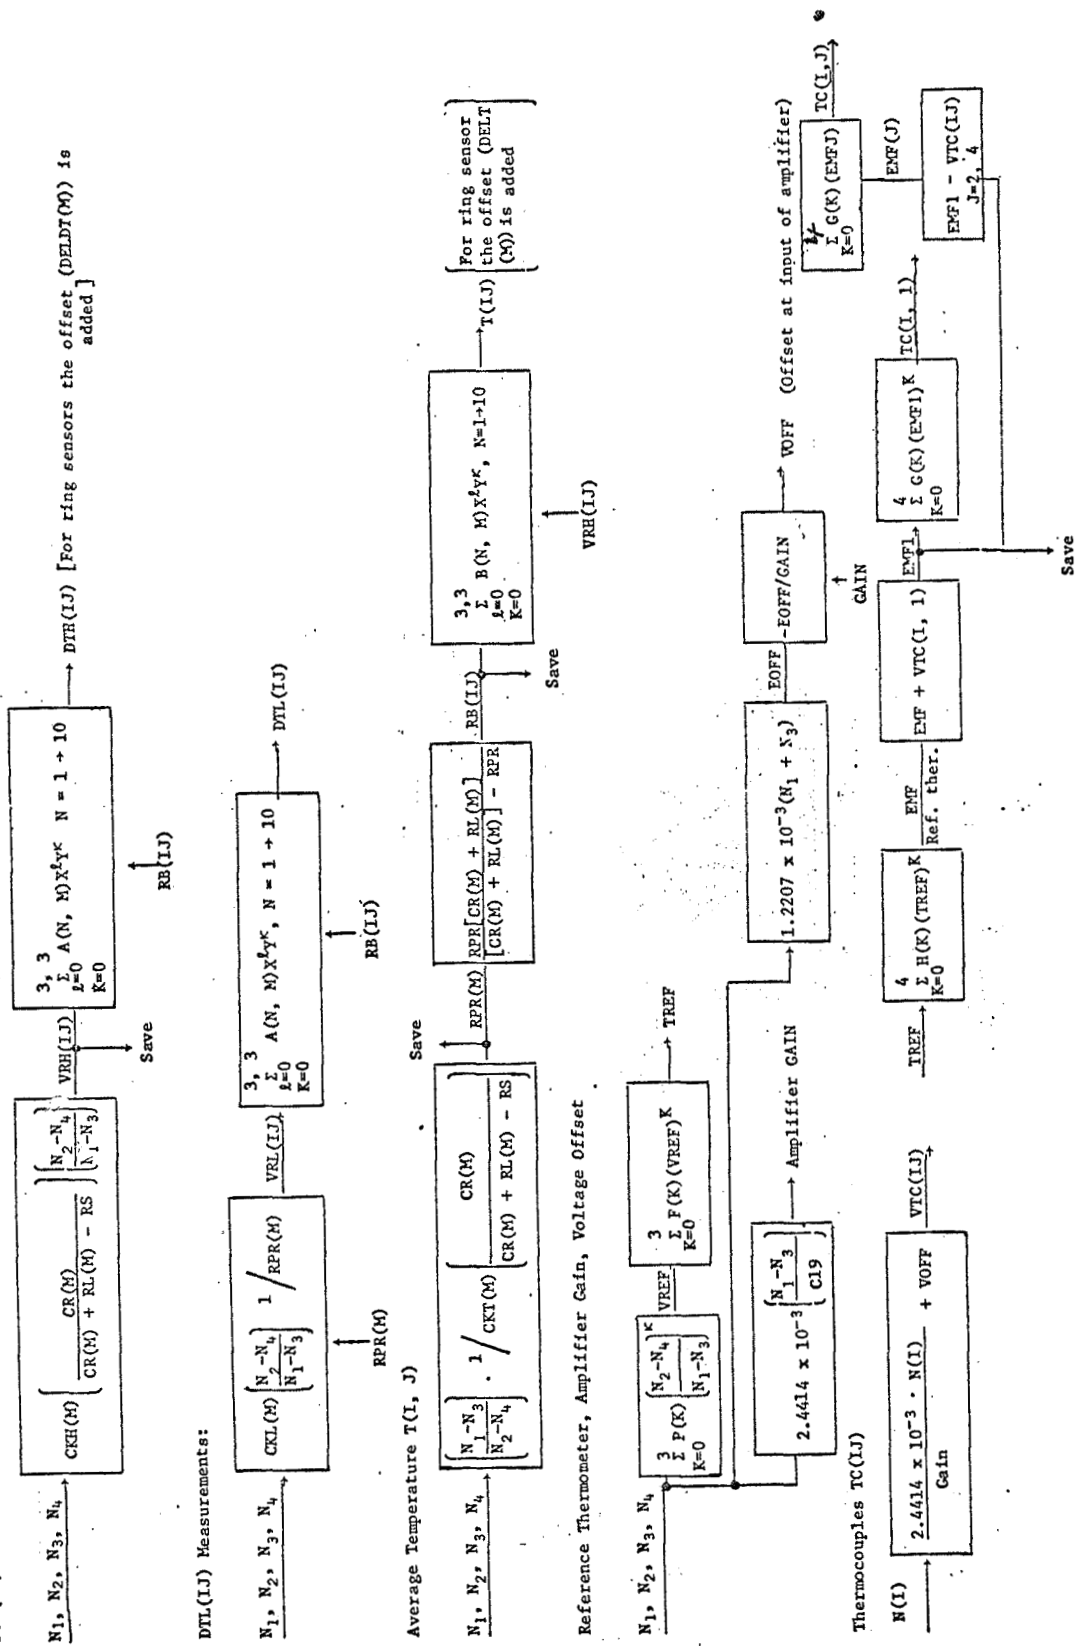 N₁, N₂, N₃, N₄
CKH(M) { CR(M) / CR(M) + RL(M) - RS } { N₂-N₄ / N₁-N₃ }
VRH(IJ)
Save
3, 3
Σ A(N, M)XℓYᴷ N = 1 → 10
ℓ=0
K=0
RB(IJ)
DTR(IJ) [For ring sensors the offset (DELDT(M)) is
added ]
DTL(IJ) Measurements:
N₁, N₂, N₃, N₄
CKL(M) { N₂-N₄ / N₁-N₃ } 1 / RPR(M)
RPR(M)
VRL(IJ)
3, 3
Σ A(N, M)XℓYᴷ, N = 1 → 10
ℓ=0
K=0
RB(IJ)
DTL(IJ)
Average Temperature T(I, J)
N₁, N₂, N₃, N₄
{ N₁-N₃ / N₂-N₄ } · 1 / CKT(M) { CR(M) / CR(M) + RL(M) - RS }
Save
RPR(M)
RPR[CR(M) + RL(M)]
[CR(M) + RL(M)] - RPR
RB(IJ)
Save
3,3
Σ B(N, M)XℓYᴷ, N=1→10
ℓ=0
K=0
VRH(IJ)
T(IJ)
For ring sensor
the offset (DELT
(M)) is added
Reference Thermometer, Amplifier Gain, Voltage Offset
N₁, N₂, N₃, N₄
3
Σ P(K) { N₂-N₄ / N₁-N₃ }ᴷ
K=0
VREF
3
Σ F(K)(VREF)ᴷ
K=0
TREF
2.4414 x 10⁻³ { N₁-N₃ / C19 }
Amplifier GAIN
1.2207 x 10⁻³(N₁ + N₃)
EOFF
-EOFF/GAIN
GAIN
VOFF (Offset at input of amplifier)
Thermocouples TC(IJ)
N(I)
2.4414 x 10⁻³ · N(I) + VOFF
Gain
VTC(IJ)
TREF
4
Σ H(K)(TREF)ᴷ
K=0
EMF
Ref. ther.
EMF + VTC(I, 1)
EMF1
Save
4
Σ G(K)(EMF1)ᴷ
K=0
TC(I, 1)
EMF1 - VTC(IJ)
J=2, 4
EMF(J)
4
Σ G(K)(EMFJ)
K=0
TC(I,J)